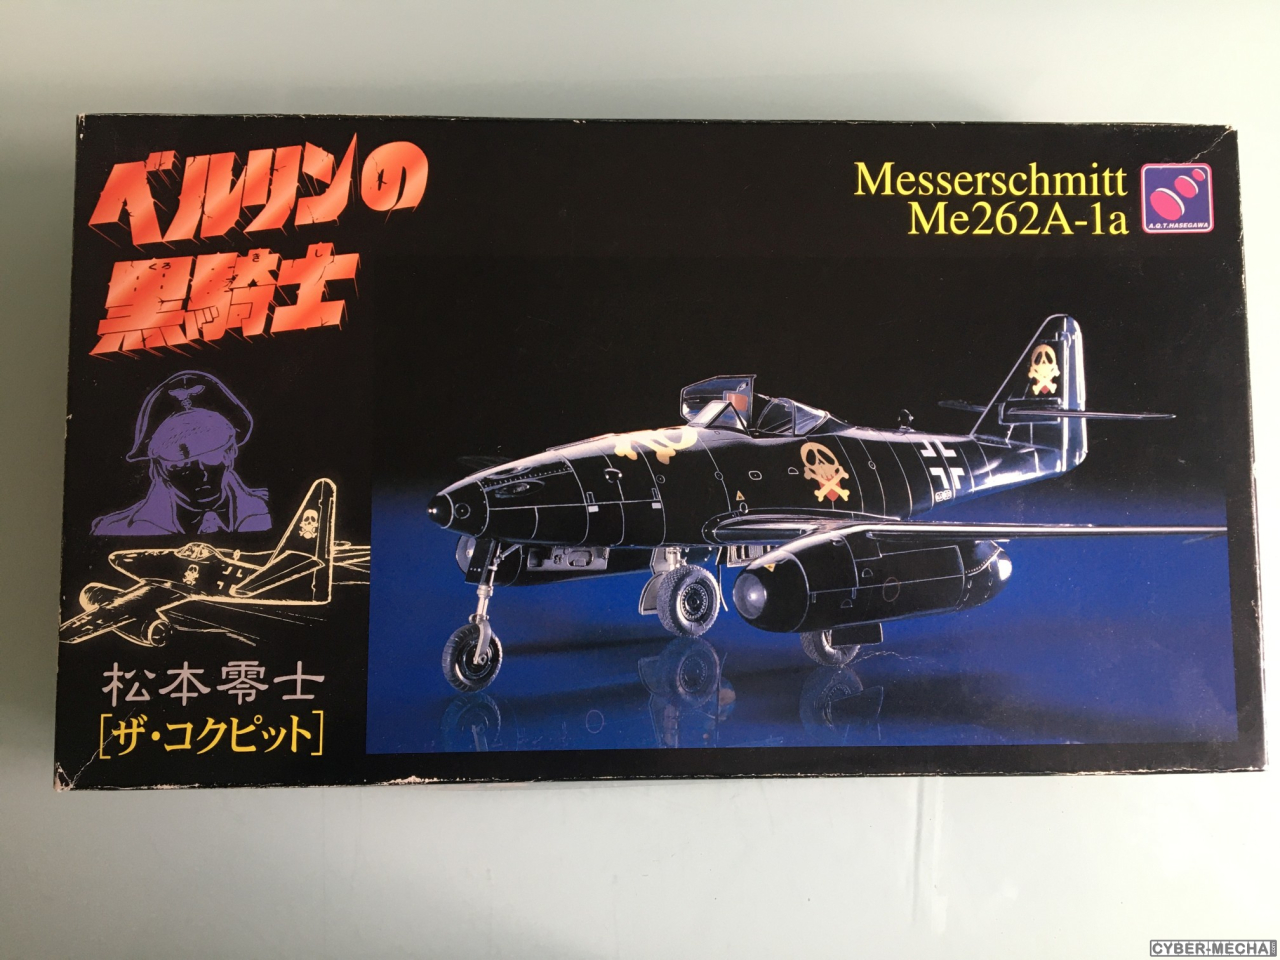 ベルリンの
くろきし
黒騎士
松本零士
[ザ・コクピット]
Messerschmitt
Me262A-1a
A.Q.T.HASEGAWA
CYBER-MECHA